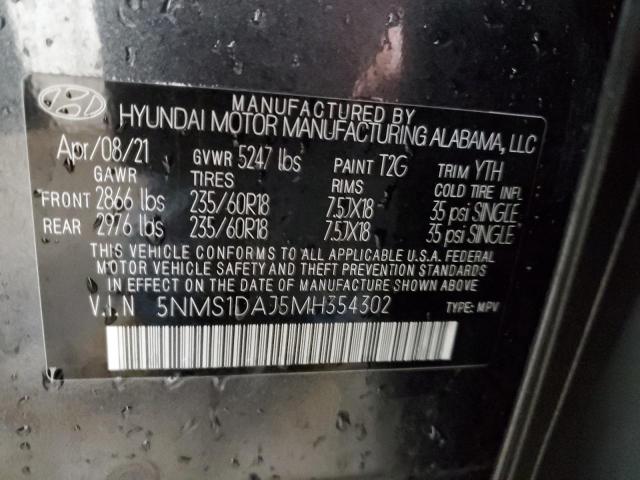 MANUFACTURED BY
HYUNDAI MOTOR MANUFACTURING ALABAMA, LLC
Apr/08/21 GVWR 5247 lbs PAINT T2G TRIM YTH
GAWR TIRES RIMS COLD TIRE INFL
FRONT 2866 lbs 235/60R18 7.5JX18 35 psi SINGLE
REAR 2976 lbs 235/60R18 7.5JX18 35 psi SINGLE
THIS VEHICLE CONFORMS TO ALL APPLICABLE U.S.A. FEDERAL
MOTOR VEHICLE SAFETY AND THEFT PREVENTION STANDARDS
IN EFFECT ON THE DATE OF MANUFACTURE SHOWN ABOVE
V.I.N 5NMS1DAJ5MH354302 TYPE: MPV